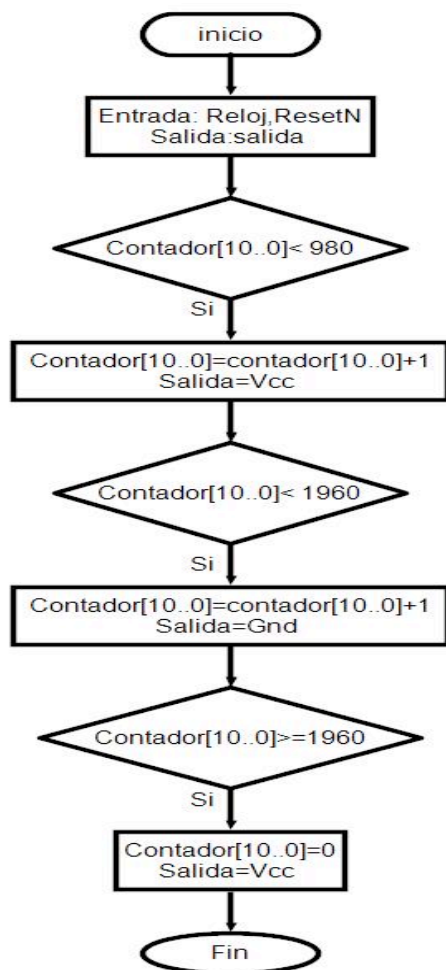 inicio
Entrada: Reloj,ResetN
Salida:salida
Contador[10..0]< 980
Si
Contador[10..0]=contador[10..0]+1
Salida=Vcc
Contador[10..0]< 1960
Si
Contador[10..0]=contador[10..0]+1
Salida=Gnd
Contador[10..0]>=1960
Si
Contador[10..0]=0
Salida=Vcc
Fin